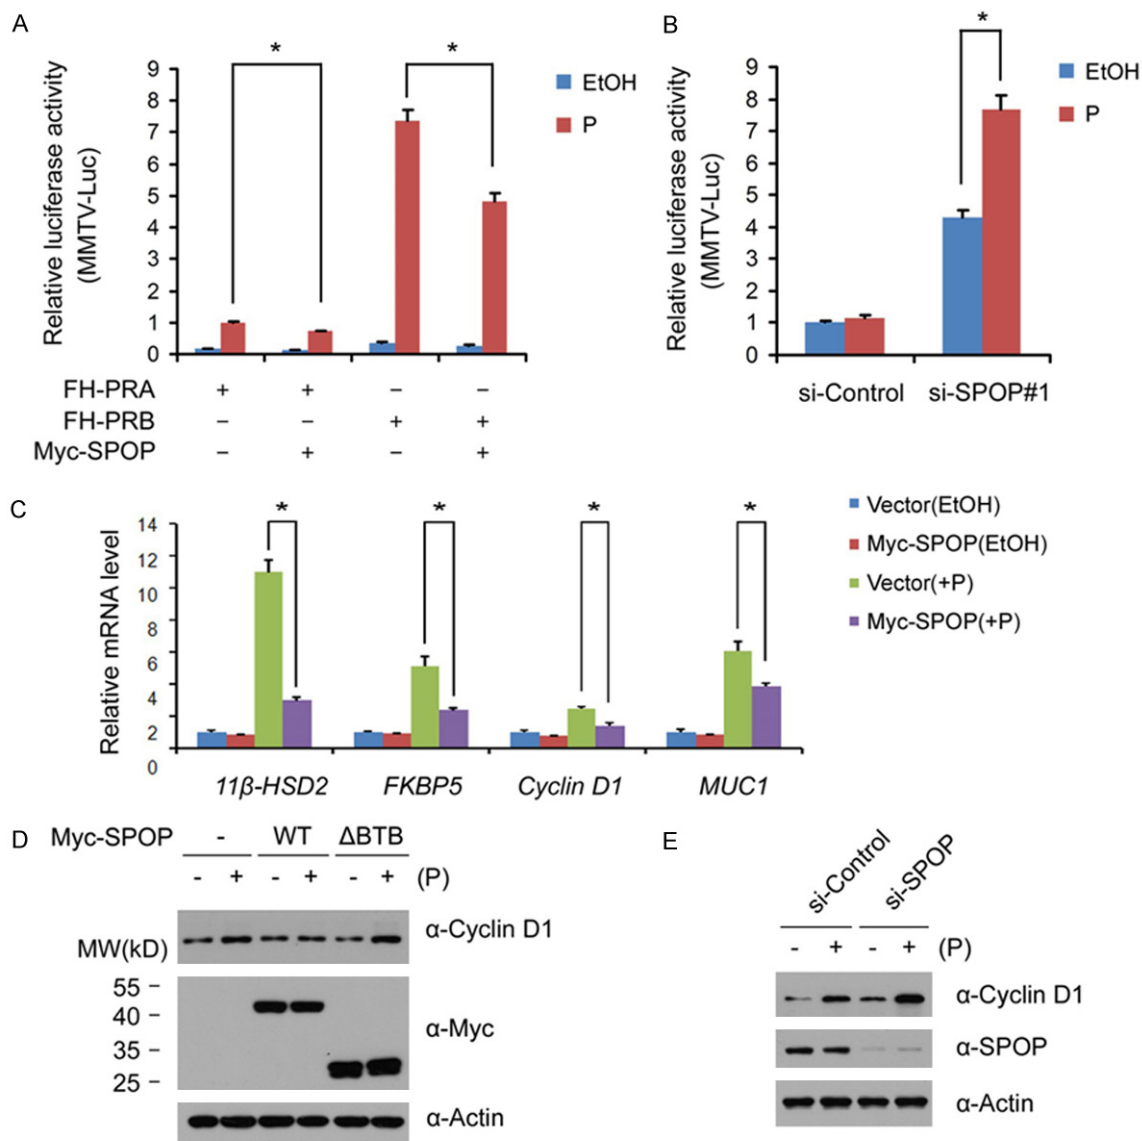 A
*
*
Relative luciferase activity
(MMTV-Luc)
9
8
7
6
5
4
3
2
1
0
EtOH
P
FH-PRA + + – –
FH-PRB – – + +
Myc-SPOP – + – +
B
*
Relative luciferase activity
(MMTV-Luc)
9
8
7
6
5
4
3
2
1
0
EtOH
P
si-Control si-SPOP#1
C
* * * *
Relative mRNA level
14
12
10
8
6
4
2
0
11β-HSD2 FKBP5 Cyclin D1 MUC1
Vector(EtOH)
Myc-SPOP(EtOH)
Vector(+P)
Myc-SPOP(+P)
D
Myc-SPOP - WT ΔBTB
- + - + - + (P)
α-Cyclin D1
MW(kD)
55 –
40 –
35 –
25 –
α-Myc
α-Actin
E
si-Control si-SPOP
- + - + (P)
α-Cyclin D1
α-SPOP
α-Actin